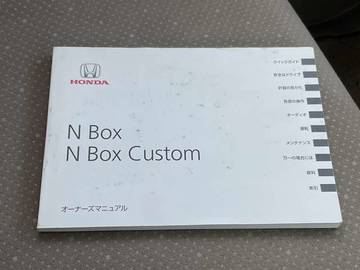 HONDA
N Box
N Box Custom
オーナーズマニュアル
クイックガイド
安全なドライブ
計器の見かた
各部の操作
オーディオ
運転
メンテナンス
万一の場合には
資料
索引